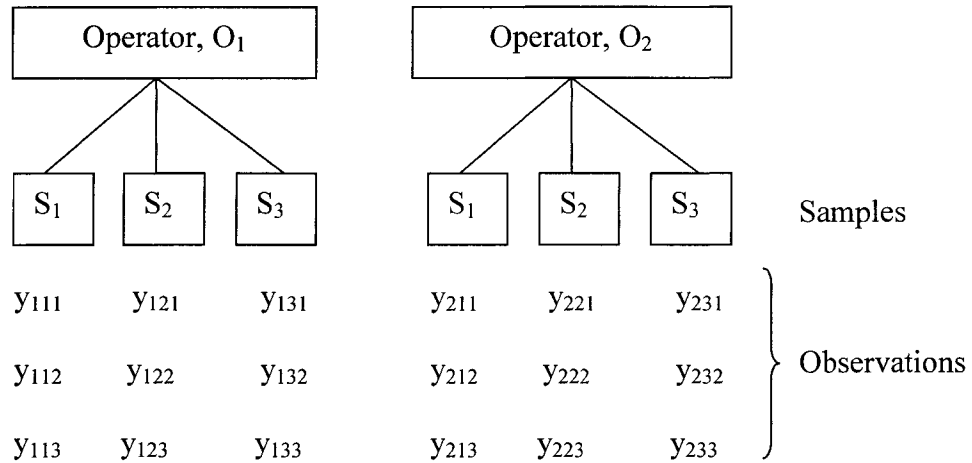 Operator, O₁ Operator, O₂
S₁ S₂ S₃ S₁ S₂ S₃ Samples
y₁₁₁ y₁₂₁ y₁₃₁ y₂₁₁ y₂₂₁ y₂₃₁
y₁₁₂ y₁₂₂ y₁₃₂ y₂₁₂ y₂₂₂ y₂₃₂ Observations
y₁₁₃ y₁₂₃ y₁₃₃ y₂₁₃ y₂₂₃ y₂₃₃